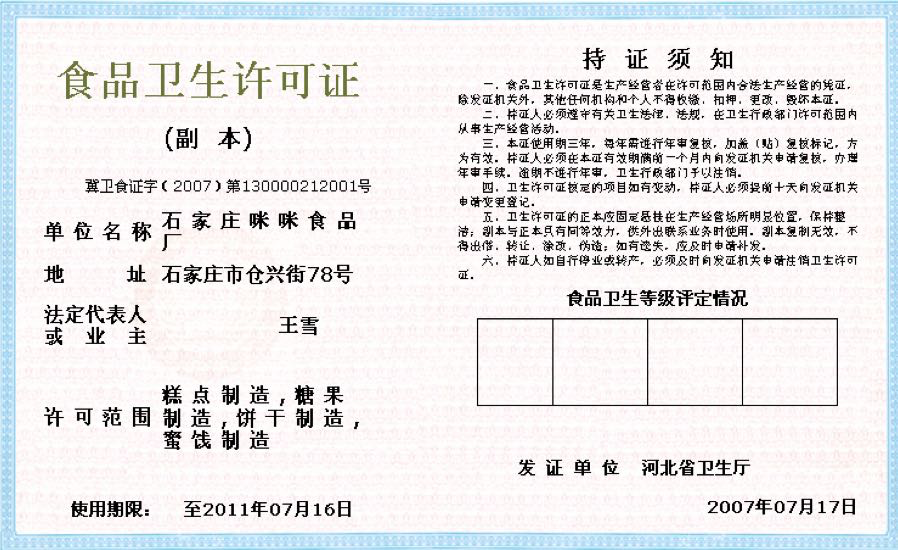 食品卫生许可证
(副 本)
冀卫食证字（2007）第130000212001号
单位名称 石家庄咪咪食品
厂
地 址 石家庄市仓兴街78号
法定代表人
或 业 主 王雪
许可范围 糕点制造,糖果
制造,饼干制造,
蜜饯制造
使用期限： 至2011年07月16日
持 证 须 知
一、食品卫生许可证是生产经营者在许可范围内合法生产经营的凭证，
除发证机关外，其他任何机构和个人不得收缴、扣押、更改、毁坏本证。
二、持证人必须遵守有关卫生法律、法规，在卫生行政部门许可范围内
从事生产经营活动。
三、本证使用期三年，每年需进行年审复核，加盖（贴）复核标记，方
为有效。持证人必须在本证有效期满前一个月内向发证机关申请复核，办理
年审手续。逾期不进行年审，卫生行政部门予以注销。
四、卫生许可证核定的项目如有变动，持证人必须提前十天向发证机关
申请变更登记。
五、卫生许可证的正本应固定悬挂在生产经营场所明显位置，保持整
洁；副本与正本具有同等效力，供外出联系业务时使用。副本复制无效，不
得出借、转让、涂改、伪造；如有遗失，应及时申请补发。
六、持证人如自行停业或转产，必须及时向发证机关申请注销卫生许可
证。
食品卫生等级评定情况
发证单位 河北省卫生厅
2007年07月17日